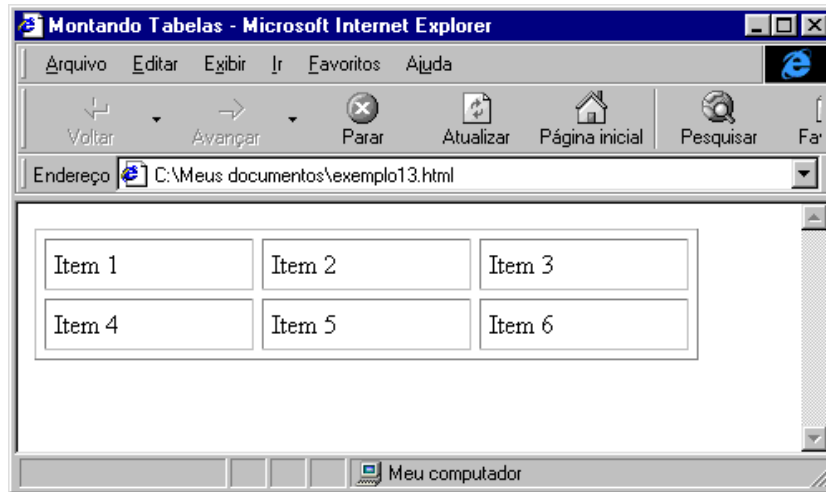 Montando Tabelas - Microsoft Internet Explorer
Arquivo Editar Exibir Ir Favoritos Ajuda
Voltar Avançar Parar Atualizar Página inicial Pesquisar
Endereço C:\Meus documentos\exemplo13.html
Item 1 Item 2 Item 3
Item 4 Item 5 Item 6
Meu computador